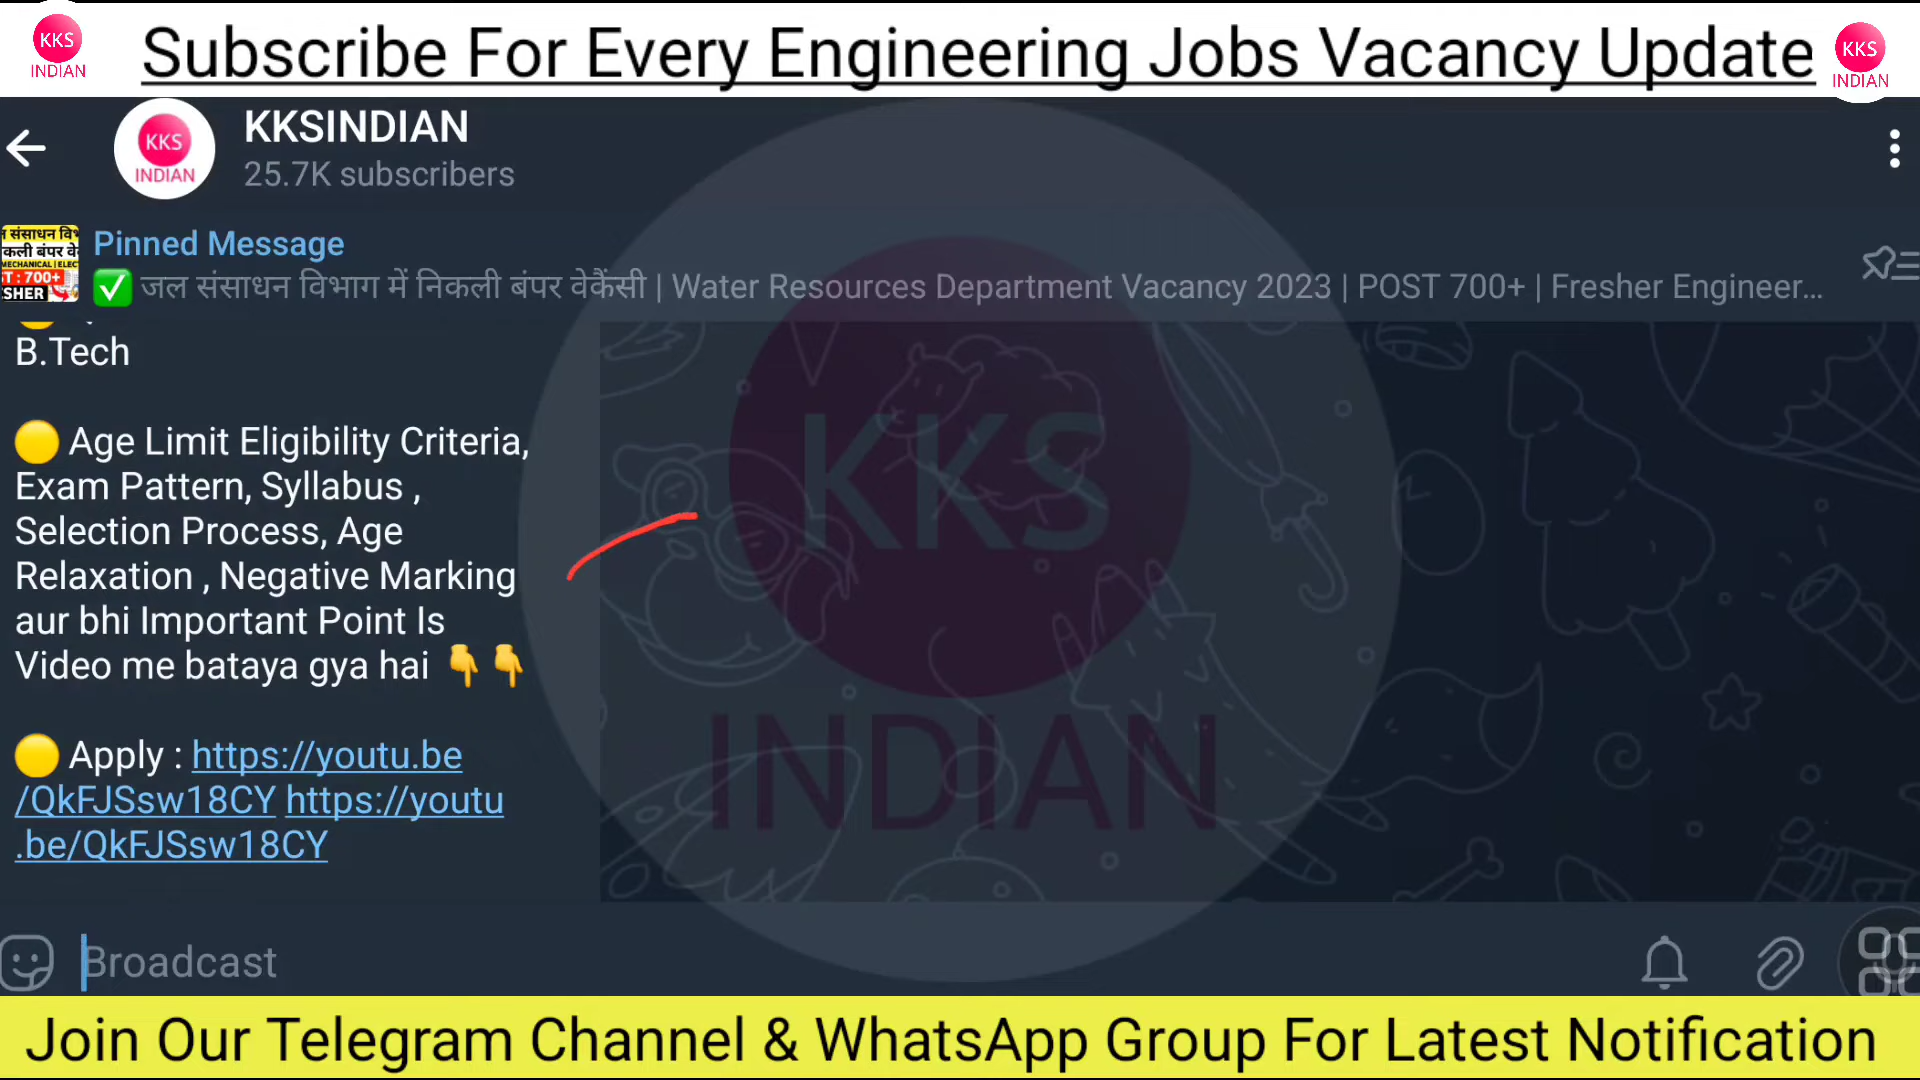 KKS
INDIAN
Subscribe For Every Engineering Jobs Vacancy Update
KKS
INDIAN
KKS
INDIAN
KKSINDIAN
25.7K subscribers
Pinned Message
✅ जल संसाधन विभाग में निकली बंपर वेकैंसी | Water Resources Department Vacancy 2023 | POST 700+ | Fresher Engineer...
MECHANICAL | ELEC
T : 700+
SHER
B.Tech
🟡 Age Limit Eligibility Criteria,
Exam Pattern, Syllabus ,
Selection Process, Age
Relaxation , Negative Marking
aur bhi Important Point Is
Video me bataya gya hai 👇👇
🟡 Apply : https://youtu.be
/QkFJSsw18CY https://youtu
.be/QkFJSsw18CY
KKS
INDIAN
Broadcast
Join Our Telegram Channel & WhatsApp Group For Latest Notification